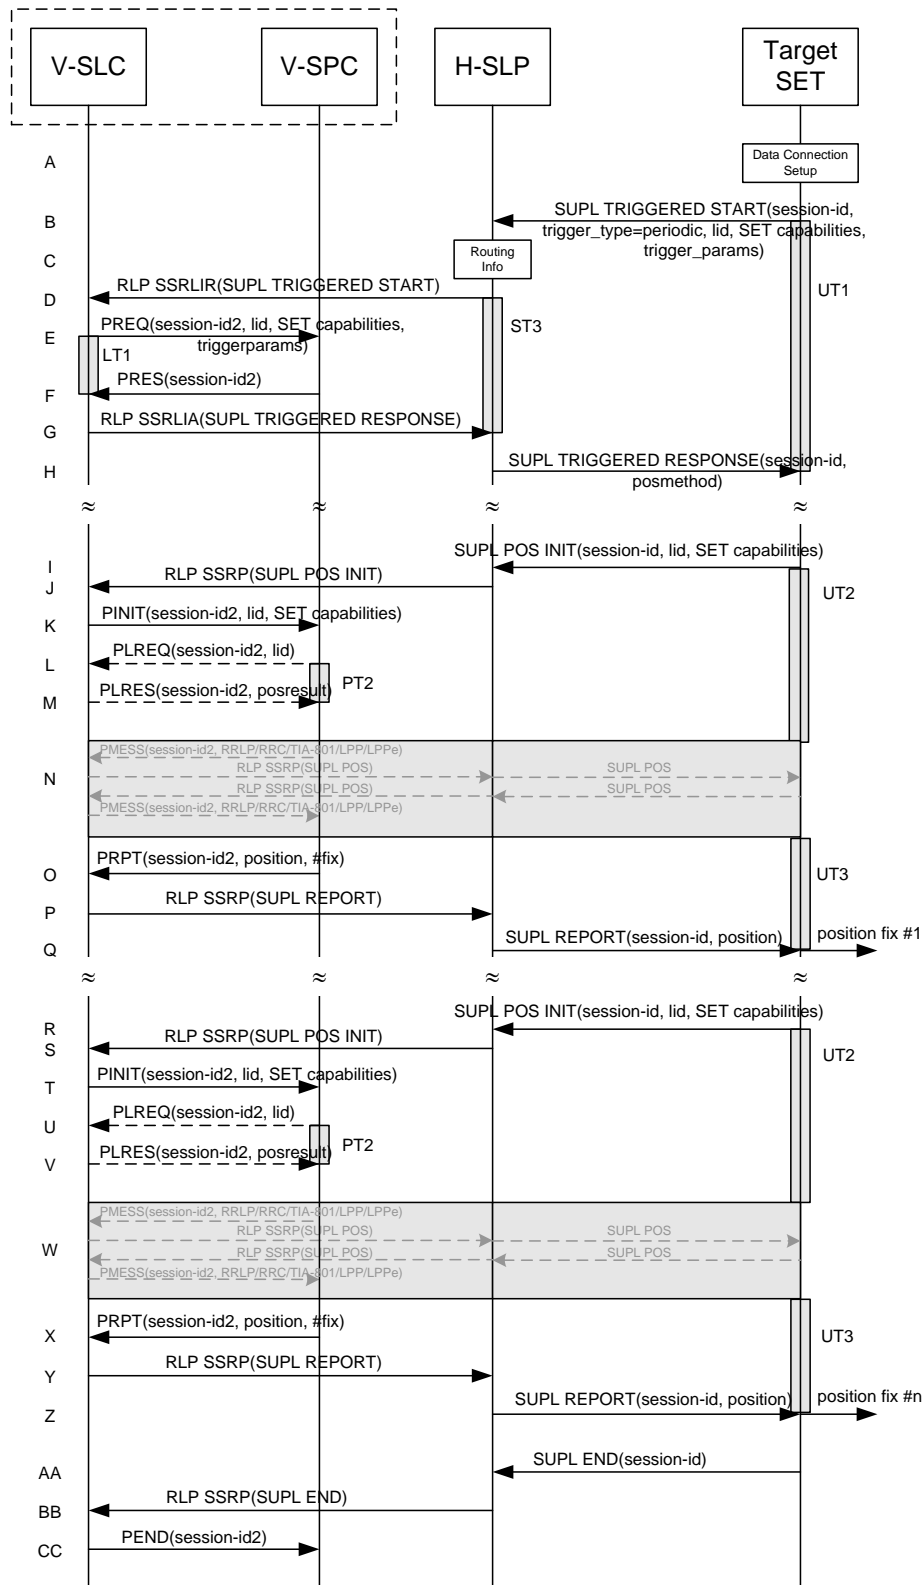 V-SLC
V-SPC
H-SLP
Target
SET
A
Data Connection
Setup
B
SUPL TRIGGERED START(session-id,
trigger_type=periodic, lid, SET capabilities,
trigger_params)
C
Routing
Info
UT1
D
RLP SSRLIR(SUPL TRIGGERED START)
E
PREQ(session-id2, lid, SET capabilities,
triggerparams)
ST3
LT1
F
PRES(session-id2)
G
RLP SSRLIA(SUPL TRIGGERED RESPONSE)
H
SUPL TRIGGERED RESPONSE(session-id,
posmethod)
≈ ≈ ≈ ≈
I
SUPL POS INIT(session-id, lid, SET capabilities)
J
RLP SSRP(SUPL POS INIT)
UT2
K
PINIT(session-id2, lid, SET capabilities)
L
PLREQ(session-id2, lid)
PT2
M
PLRES(session-id2, posresult)
N
PMESS(session-id2, RRLP/RRC/TIA-801/LPP/LPPe)
RLP SSRP(SUPL POS)
SUPL POS
RLP SSRP(SUPL POS)
SUPL POS
PMESS(session-id2, RRLP/RRC/TIA-801/LPP/LPPe)
O
PRPT(session-id2, position, #fix)
UT3
P
RLP SSRP(SUPL REPORT)
Q
SUPL REPORT(session-id, position)
position fix #1
≈ ≈ ≈ ≈
R
SUPL POS INIT(session-id, lid, SET capabilities)
S
RLP SSRP(SUPL POS INIT)
UT2
T
PINIT(session-id2, lid, SET capabilities)
U
PLREQ(session-id2, lid)
PT2
V
PLRES(session-id2, posresult)
W
PMESS(session-id2, RRLP/RRC/TIA-801/LPP/LPPe)
RLP SSRP(SUPL POS)
SUPL POS
RLP SSRP(SUPL POS)
SUPL POS
PMESS(session-id2, RRLP/RRC/TIA-801/LPP/LPPe)
X
PRPT(session-id2, position, #fix)
UT3
Y
RLP SSRP(SUPL REPORT)
Z
SUPL REPORT(session-id, position)
position fix #n
AA
SUPL END(session-id)
BB
RLP SSRP(SUPL END)
CC
PEND(session-id2)